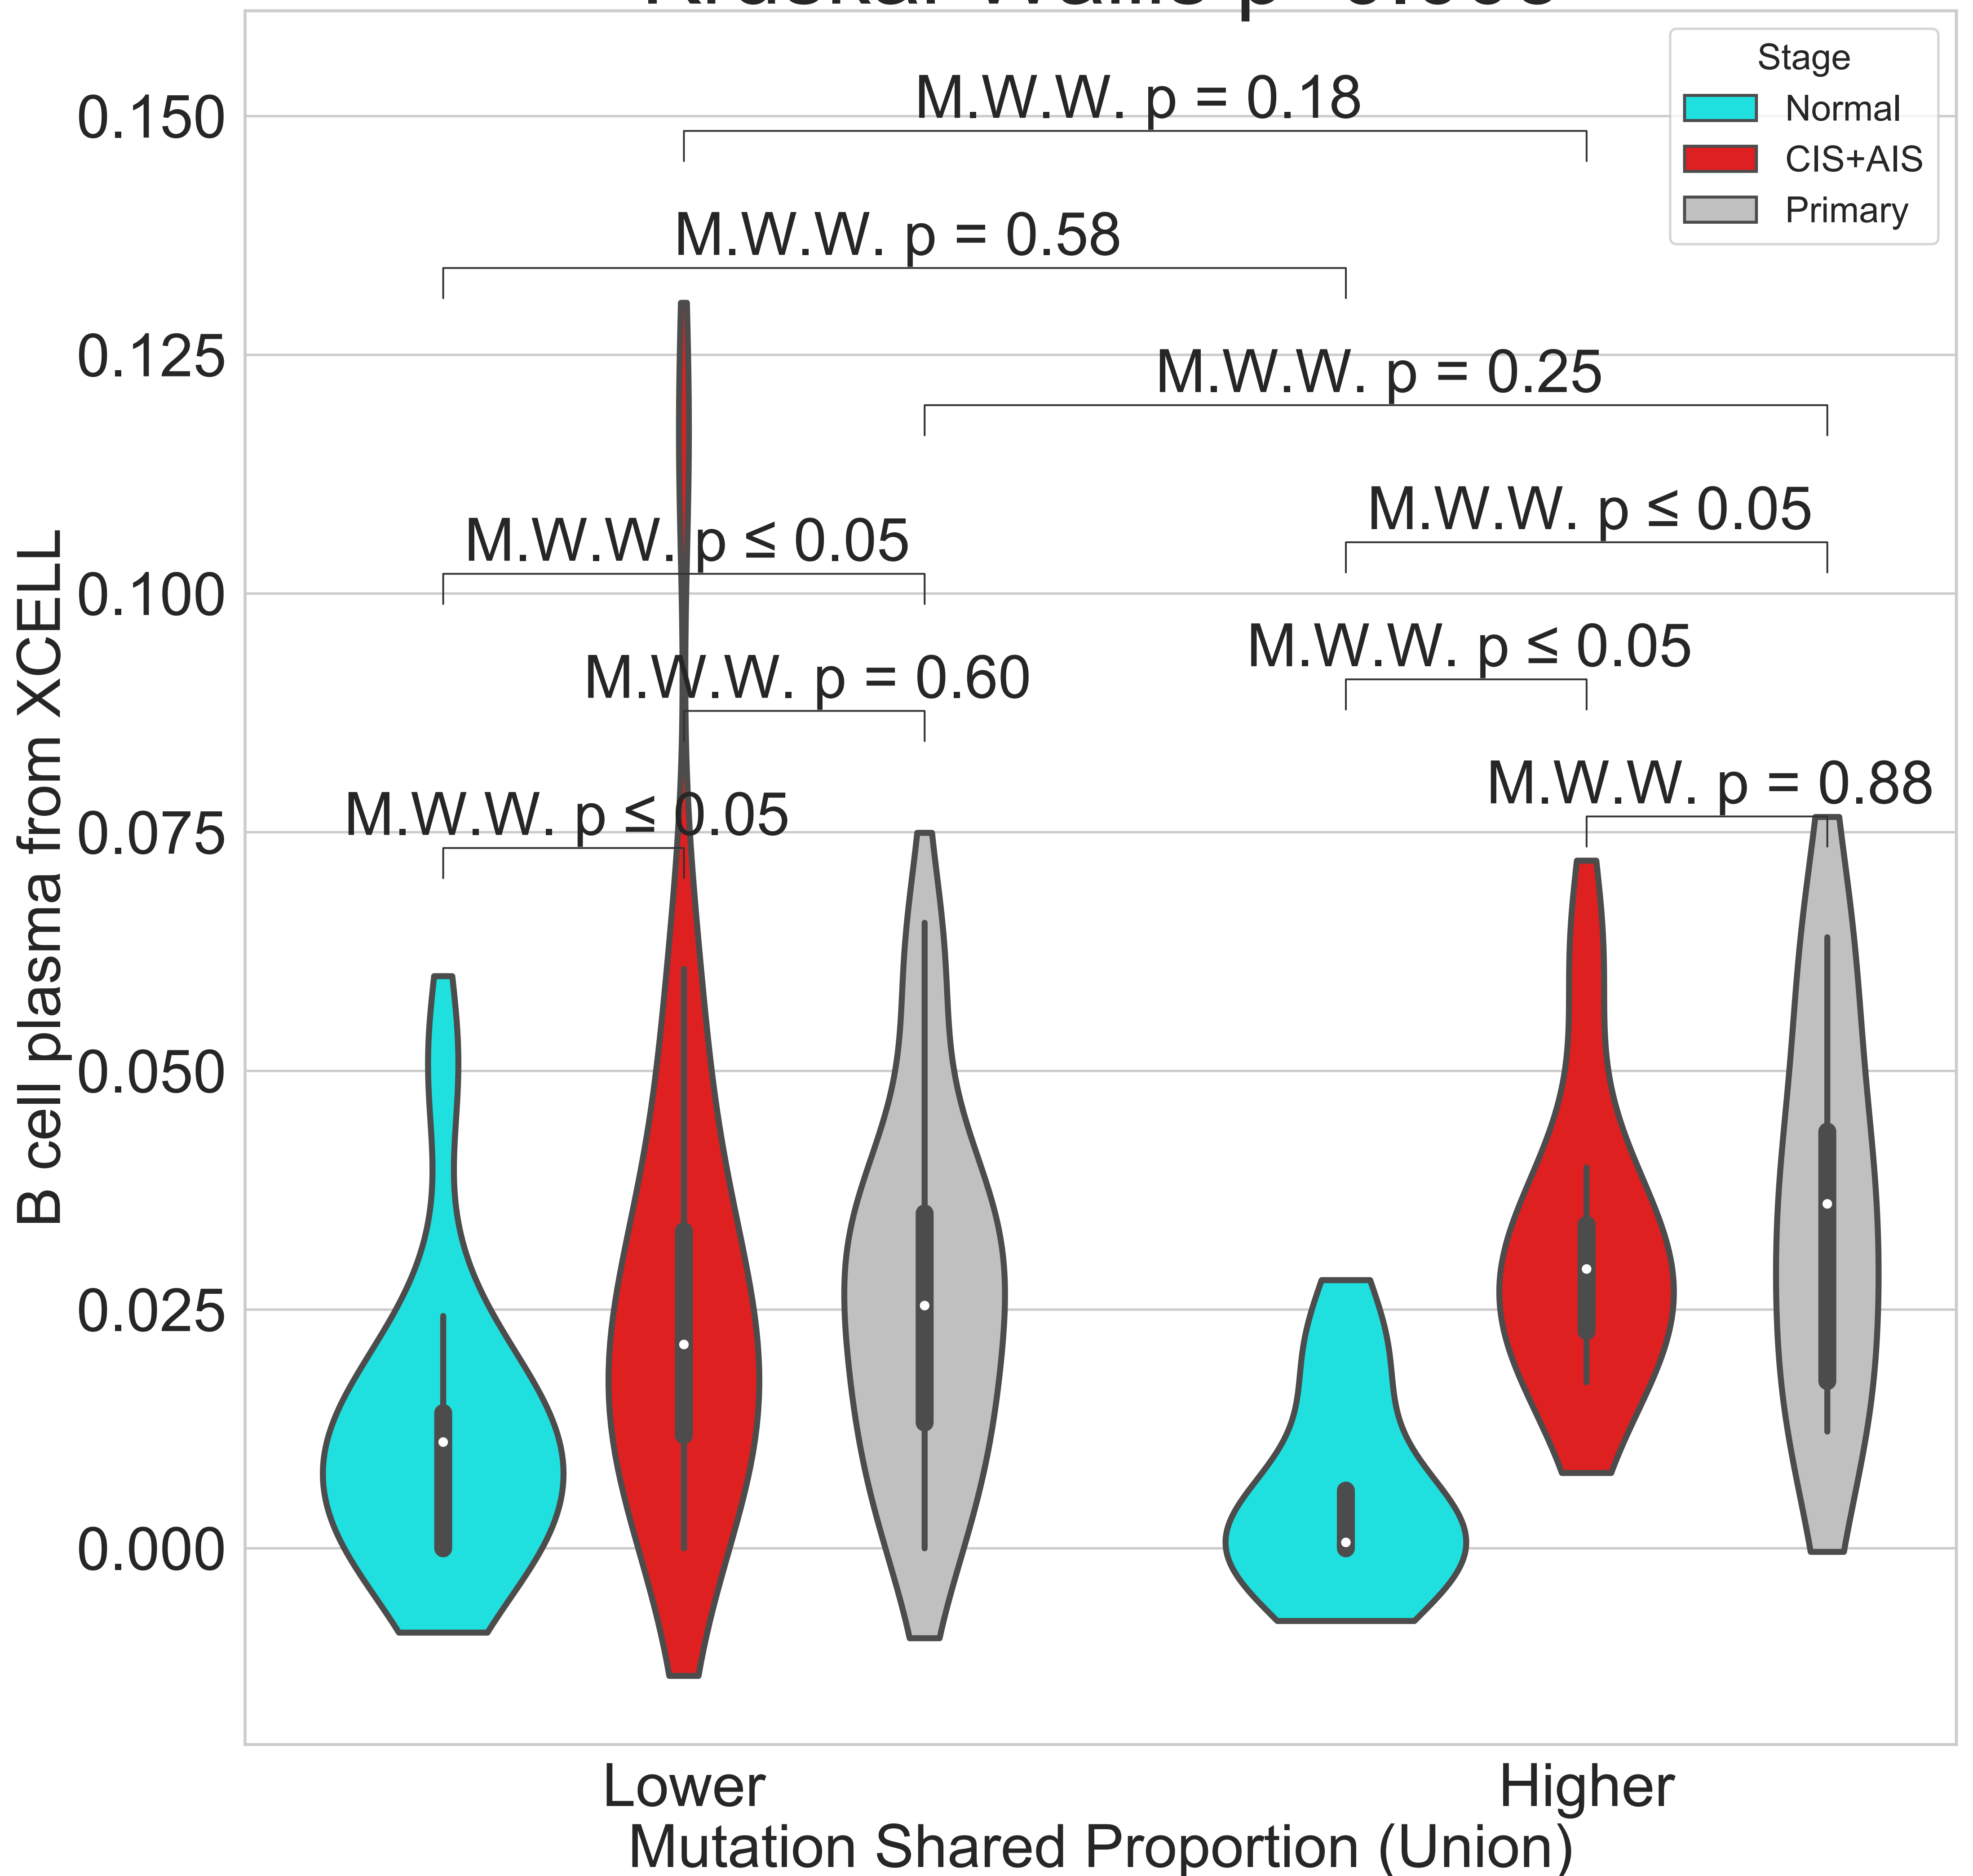 Stage
Normal
CIS+AIS
Primary
M.W.W. p = 0.18
M.W.W. p = 0.58
M.W.W. p = 0.25
M.W.W. p ≤ 0.05
M.W.W. p ≤ 0.05
M.W.W. p ≤ 0.05
M.W.W. p = 0.60
M.W.W. p = 0.88
M.W.W. p ≤ 0.05
0.150
0.125
0.100
0.075
0.050
0.025
0.000
B cell plasma from XCELL
Lower
Higher
Mutation Shared Proportion (Union)